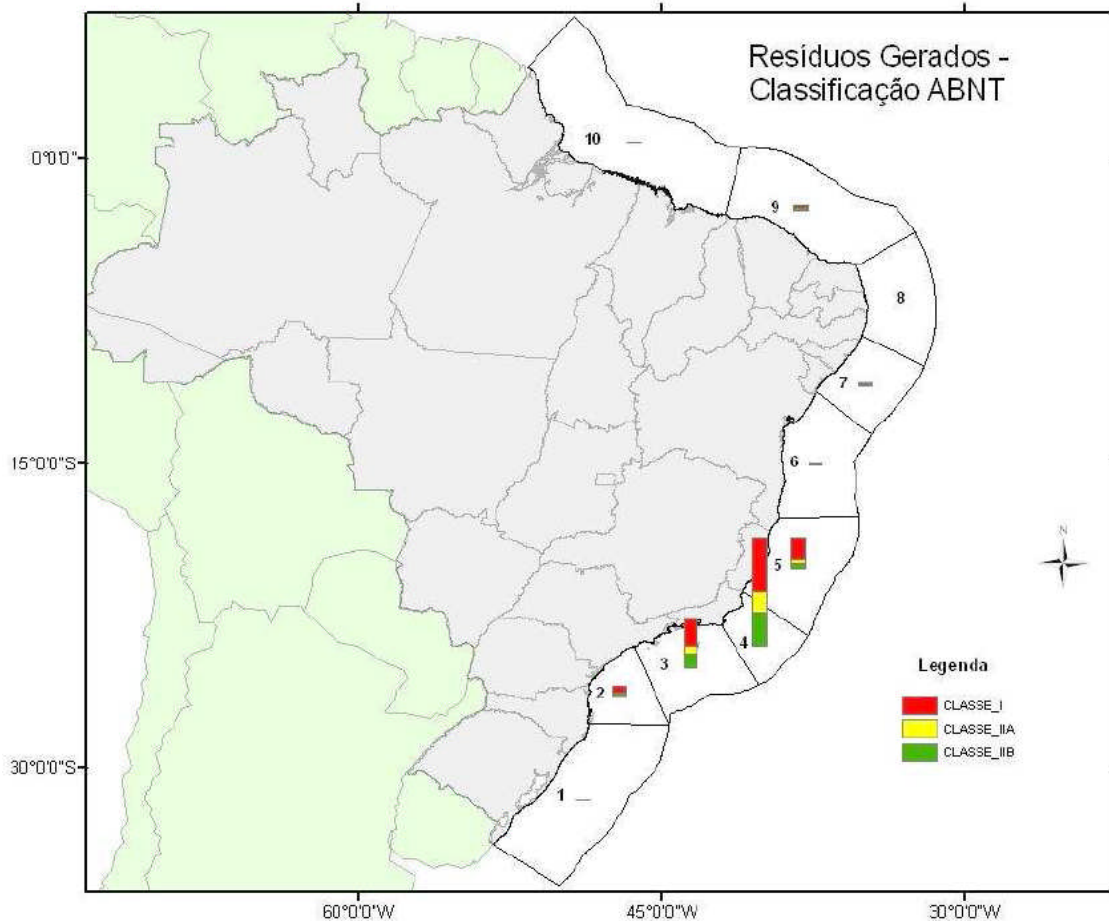 Resíduos Gerados -
Classificação ABNT
10
0°0'0"
9
8
7
15°0'0"S
6
N
5
4
3
Legenda
2
CLASSE_I
CLASSE_IIA
CLASSE_IIB
30°0'0"S
1
60°0'0"W
45°0'0"W
30°0'0"W